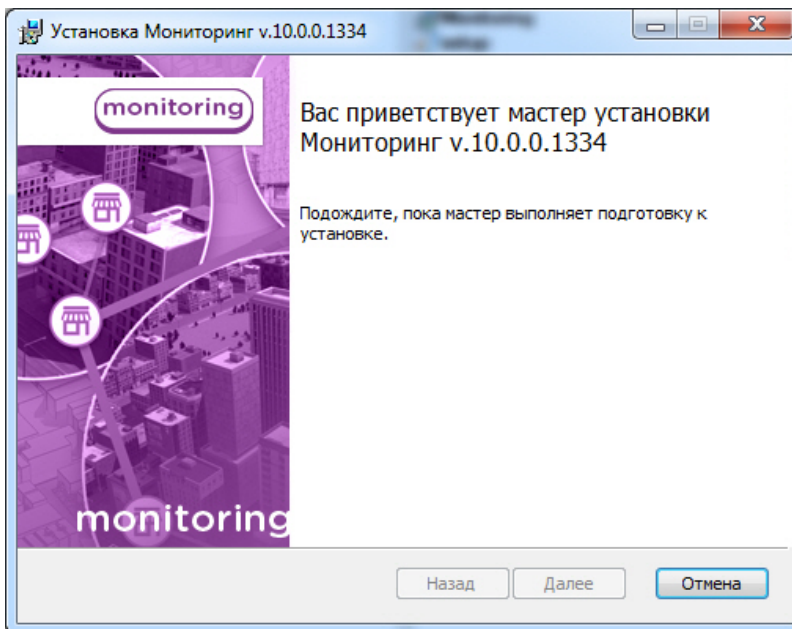 Установка Мониторинг v.10.0.0.1334
monitoring
Вас приветствует мастер установки
Мониторинг v.10.0.0.1334
Подождите, пока мастер выполняет подготовку к
установке.
monitoring
Назад
Далее
Отмена